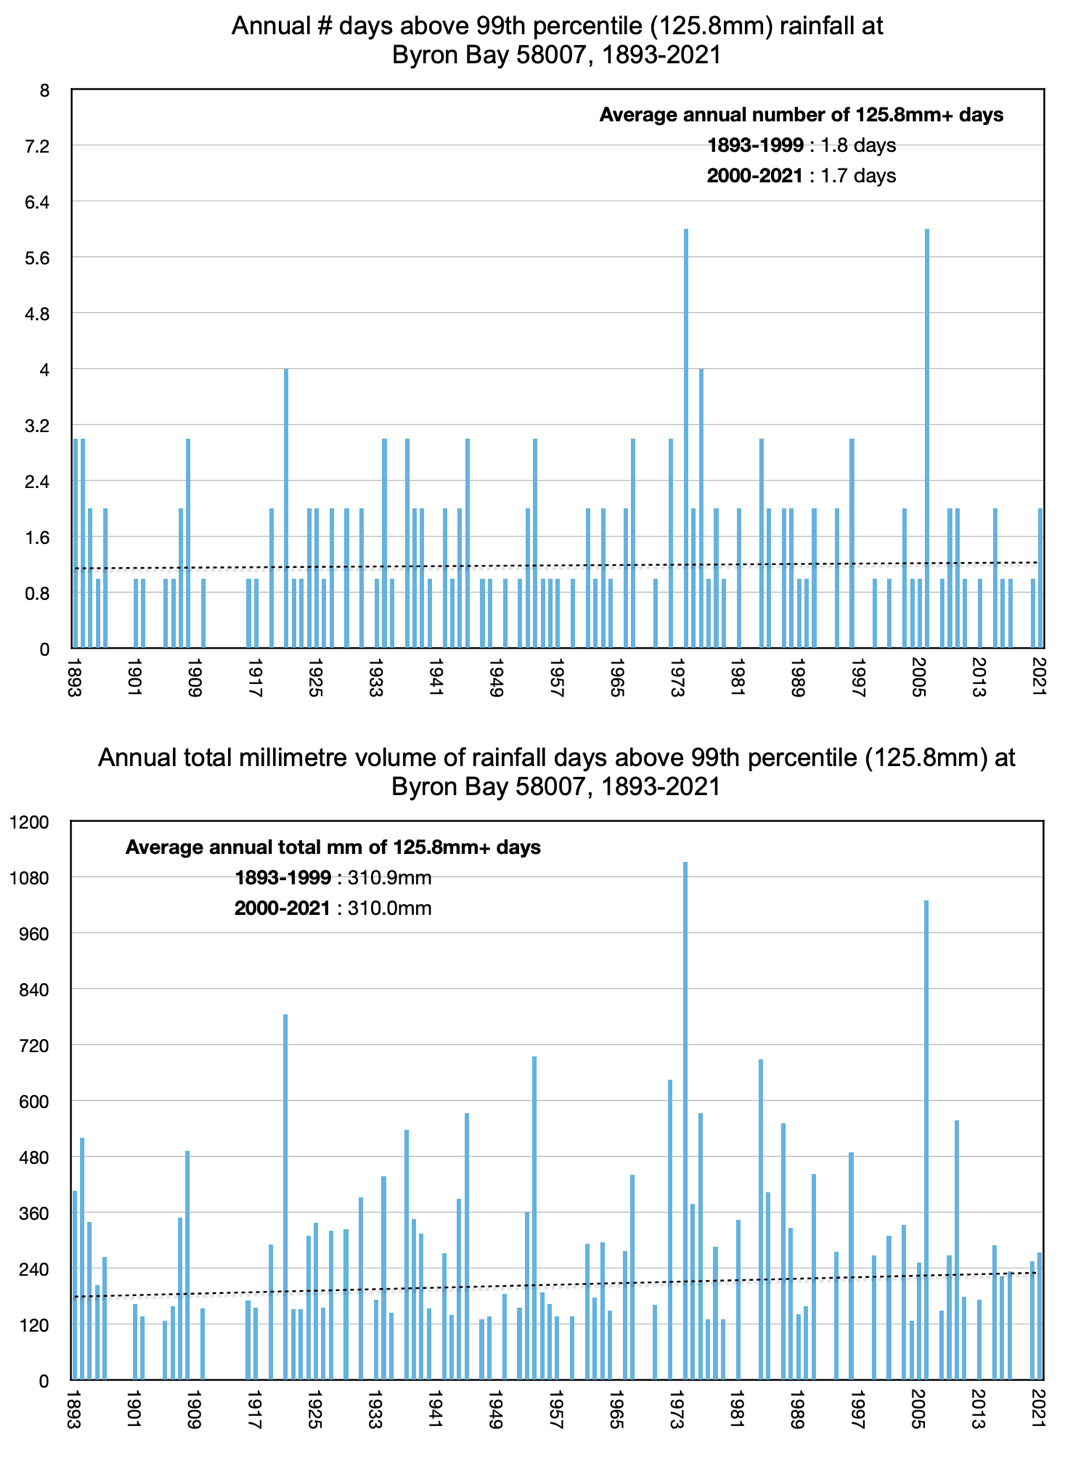 Annual # days above 99th percentile (125.8mm) rainfall at
Byron Bay 58007, 1893-2021
8
Average annual number of 125.8mm+ days
7.2
1893-1999 : 1.8 days
2000-2021 : 1.7 days
6.4
5.6
4.8
4
3.2
2.4
1.6
0.8
0
1893 1901 1909 1917 1925 1933 1941 1949 1957 1965 1973 1981 1989 1997 2005 2013 2021
Annual total millimetre volume of rainfall days above 99th percentile (125.8mm) at
Byron Bay 58007, 1893-2021
1200
Average annual total mm of 125.8mm+ days
1080
1893-1999 : 310.9mm
2000-2021 : 310.0mm
960
840
720
600
480
360
240
120
0
1893 1901 1909 1917 1925 1933 1941 1949 1957 1965 1973 1981 1989 1997 2005 2013 2021